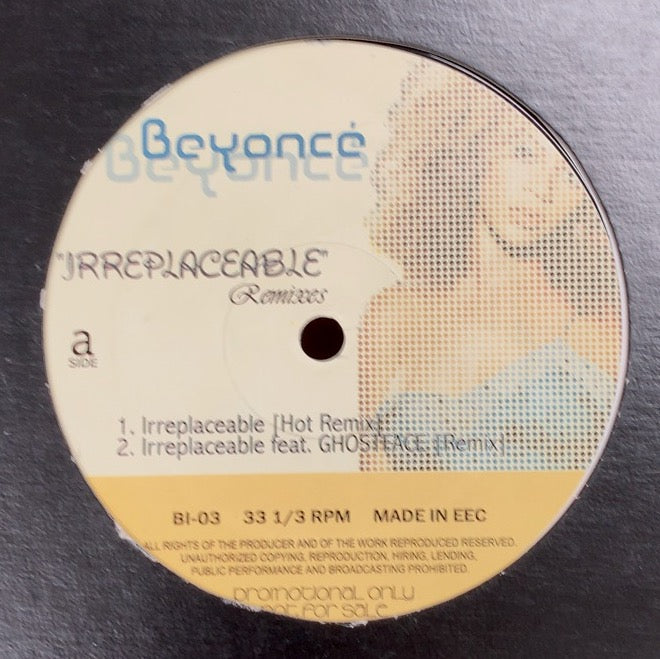 Beyoncé
Beyoncé
"IRREPLACEABLE"
Remixes
a
SIDE
1. Irreplaceable [Hot Remix]
2. Irreplaceable feat. GHOSTFACE. [Remix]
BI-03 33 1/3 RPM MADE IN EEC
ALL RIGHTS OF THE PRODUCER AND OF THE WORK REPRODUCED RESERVED.
UNAUTHORIZED COPYING, REPRODUCTION, HIRING, LENDING,
PUBLIC PERFORMANCE AND BROADCASTING PROHIBITED.
promotional only
not for sale